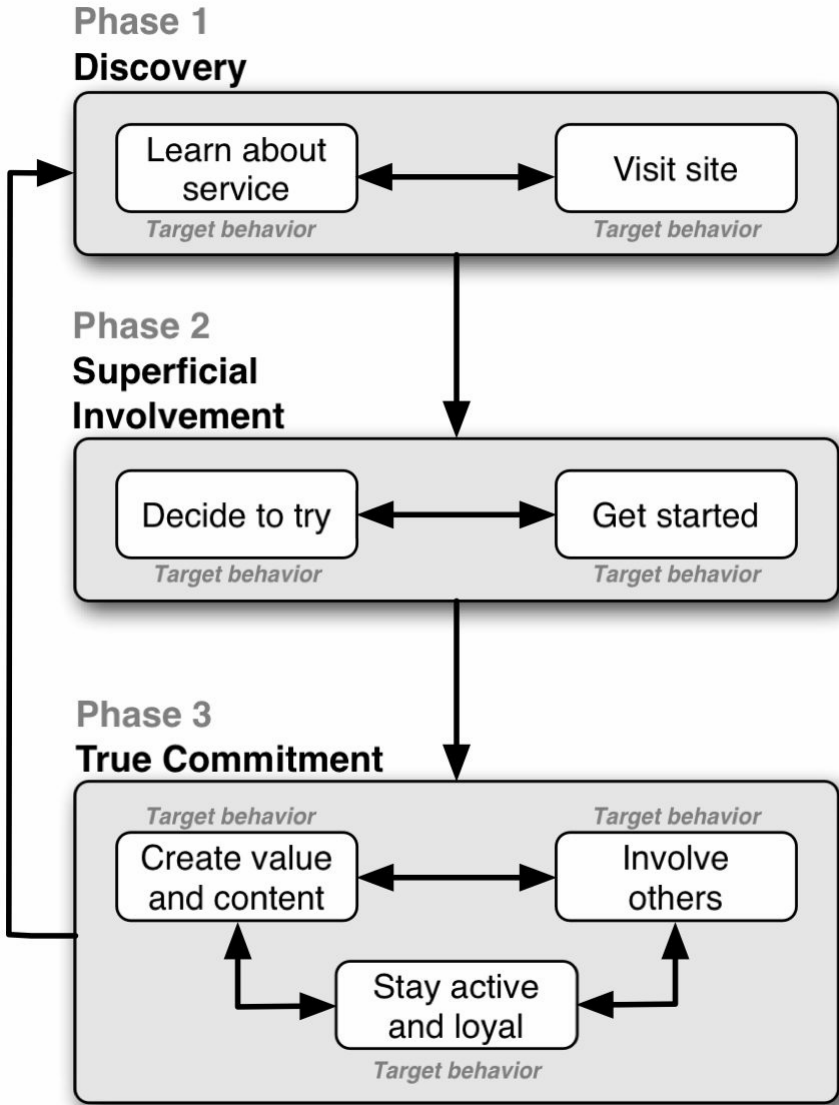 Phase 1
Discovery
Learn about
service
Visit site
Target behavior
Target behavior
Phase 2
Superficial
Involvement
Decide to try
Get started
Target behavior
Target behavior
Phase 3
True Commitment
Target behavior
Target behavior
Create value
and content
Involve
others
Stay active
and loyal
Target behavior